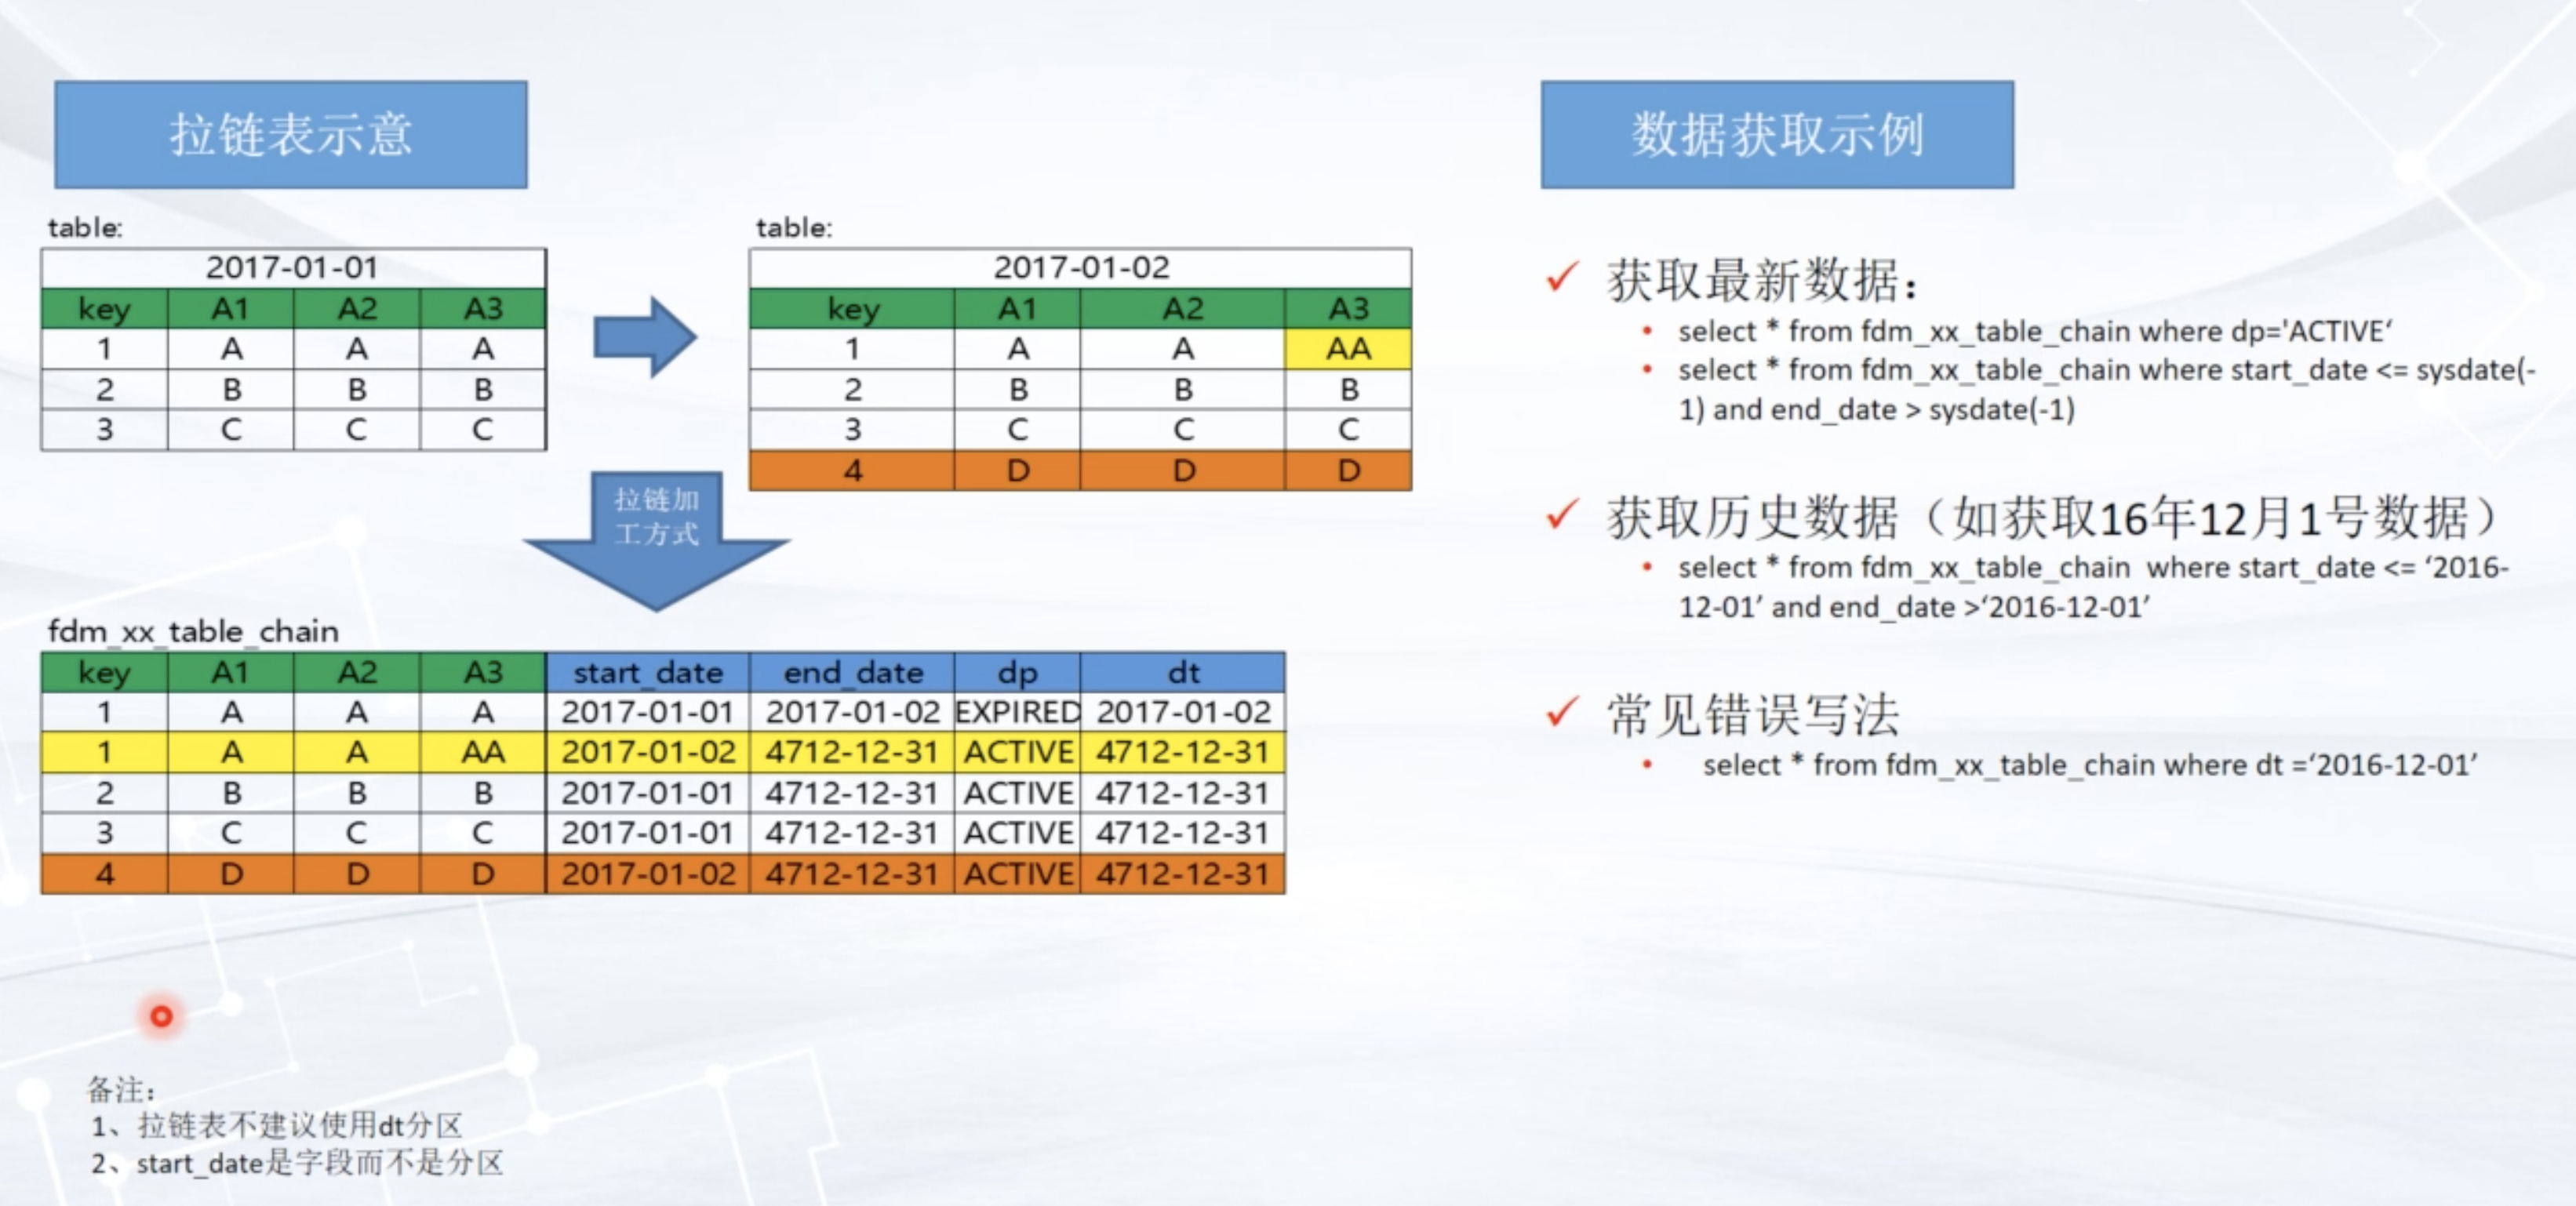 拉链表示意
table:
2017-01-01
key A1 A2 A3
1 A A A
2 B B B
3 C C C
table:
2017-01-02
key A1 A2 A3
1 A A AA
2 B B B
3 C C C
4 D D D
拉链加
工方式
fdm_xx_table_chain
key A1 A2 A3 start_date end_date dp dt
1 A A A 2017-01-01 2017-01-02 EXPIRED 2017-01-02
1 A A AA 2017-01-02 4712-12-31 ACTIVE 4712-12-31
2 B B B 2017-01-01 4712-12-31 ACTIVE 4712-12-31
3 C C C 2017-01-01 4712-12-31 ACTIVE 4712-12-31
4 D D D 2017-01-02 4712-12-31 ACTIVE 4712-12-31
备注：
1、拉链表不建议使用dt分区
2、start_date是字段而不是分区
数据获取示例
✓ 获取最新数据：
• select * from fdm_xx_table_chain where dp='ACTIVE‘
• select * from fdm_xx_table_chain where start_date <= sysdate(-
1) and end_date > sysdate(-1)
✓ 获取历史数据（如获取16年12月1号数据）
• select * from fdm_xx_table_chain  where start_date <= ‘2016-
12-01’ and end_date >‘2016-12-01’
✓ 常见错误写法
• select * from fdm_xx_table_chain where dt =‘2016-12-01’